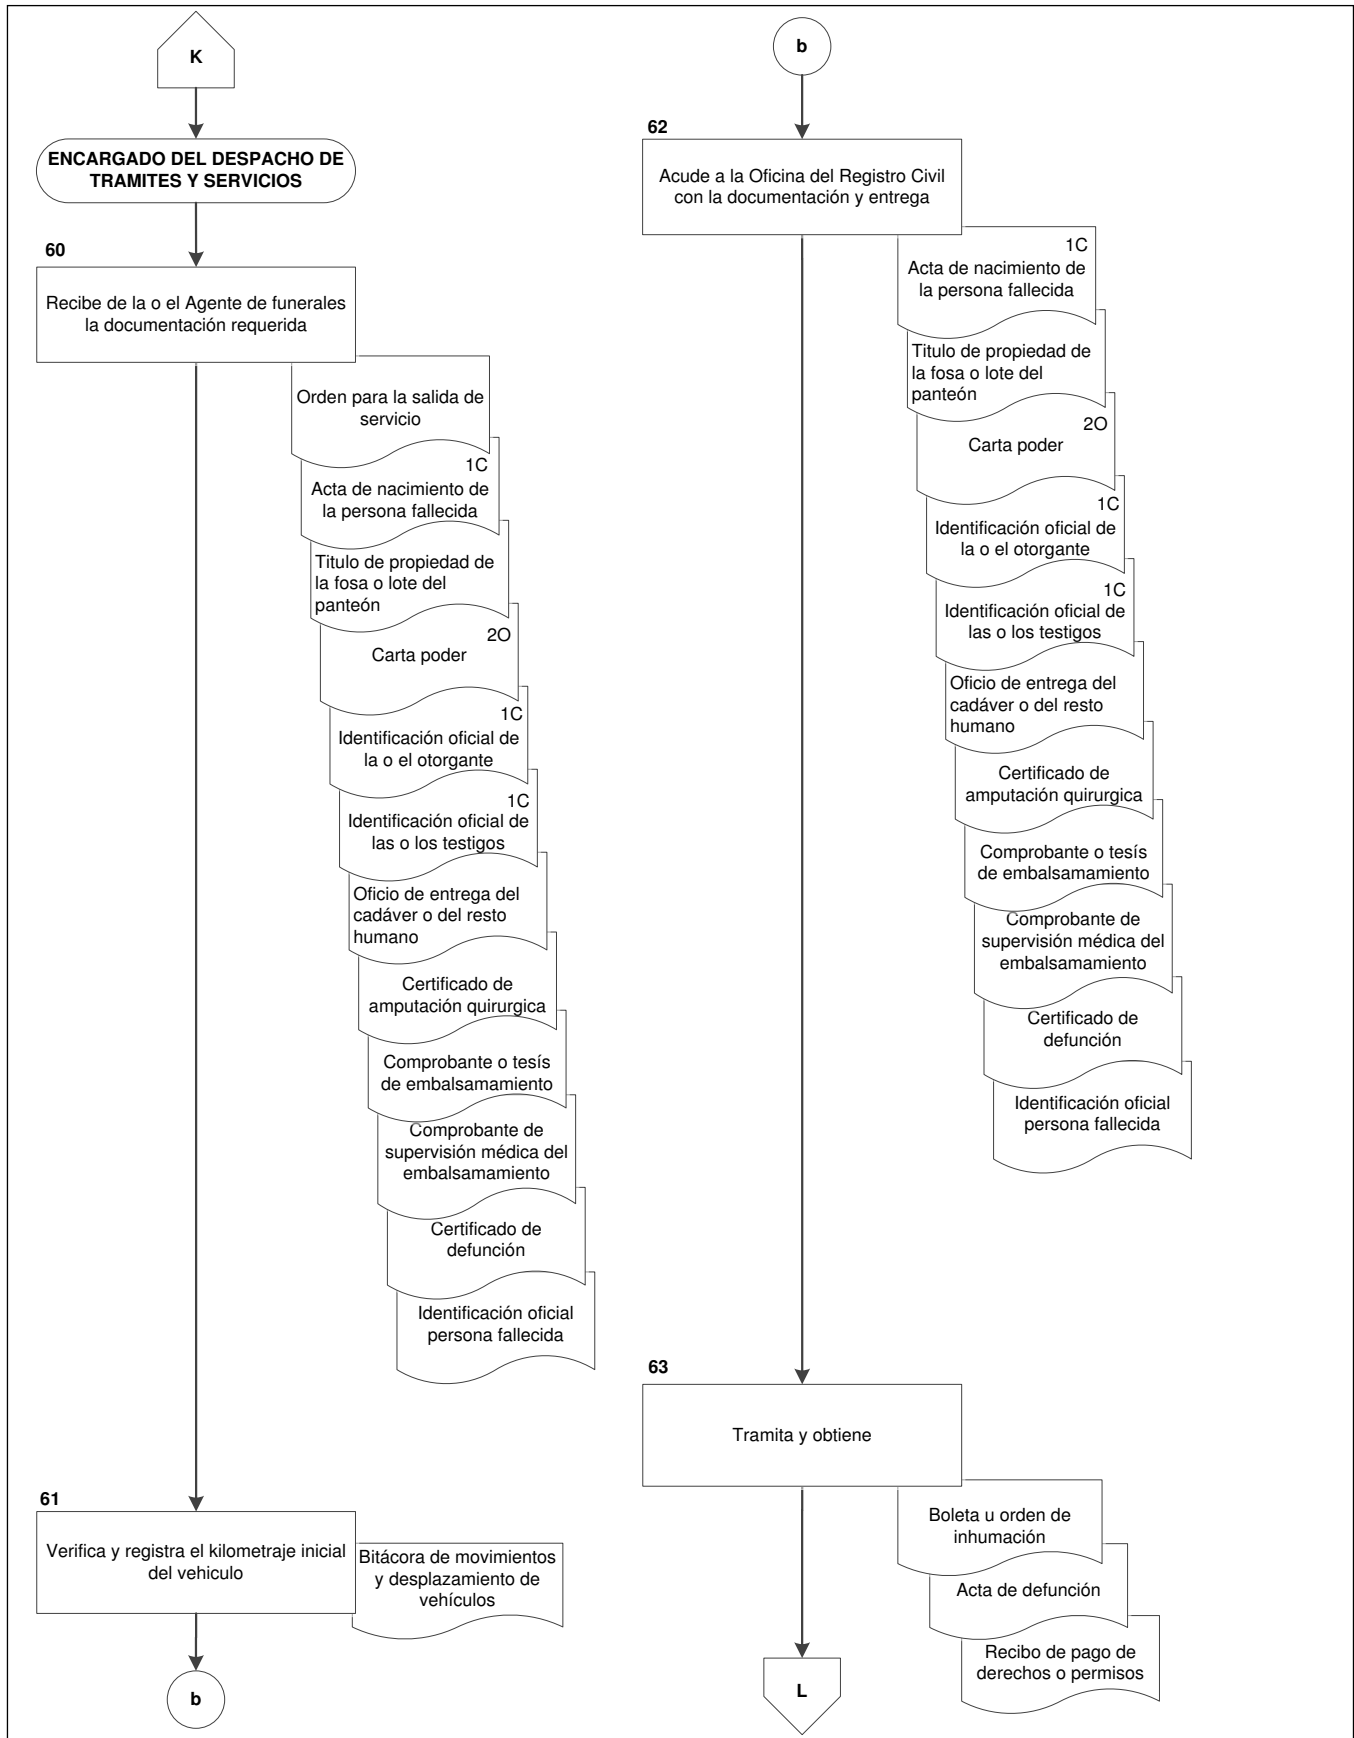 K
ENCARGADO DEL DESPACHO DE
TRAMITES Y SERVICIOS
60
Recibe de la o el Agente de funerales
la documentación requerida
Orden para la salida de
servicio
1C
Acta de nacimiento de
la persona fallecida
Titulo de propiedad de
la fosa o lote del
panteón
2O
Carta poder
1C
Identificación oficial de
la o el otorgante
1C
Identificación oficial de
las o los testigos
Oficio de entrega del
cadáver o del resto
humano
Certificado de
amputación quirurgica
Comprobante o tesís
de embalsamamiento
Comprobante de
supervisión médica del
embalsamamiento
Certificado de
defunción
Identificación oficial
persona fallecida
61
Verifica y registra el kilometraje inicial
del vehiculo
Bitácora de movimientos
y desplazamiento de
vehículos
b
b
62
Acude a la Oficina del Registro Civil
con la documentación y entrega
1C
Acta de nacimiento de
la persona fallecida
Titulo de propiedad de
la fosa o lote del
panteón
2O
Carta poder
1C
Identificación oficial de
la o el otorgante
1C
Identificación oficial de
las o los testigos
Oficio de entrega del
cadáver o del resto
humano
Certificado de
amputación quirurgica
Comprobante o tesís
de embalsamamiento
Comprobante de
supervisión médica del
embalsamamiento
Certificado de
defunción
Identificación oficial
persona fallecida
63
Tramita y obtiene
Boleta u orden de
inhumación
Acta de defunción
Recibo de pago de
derechos o permisos
L